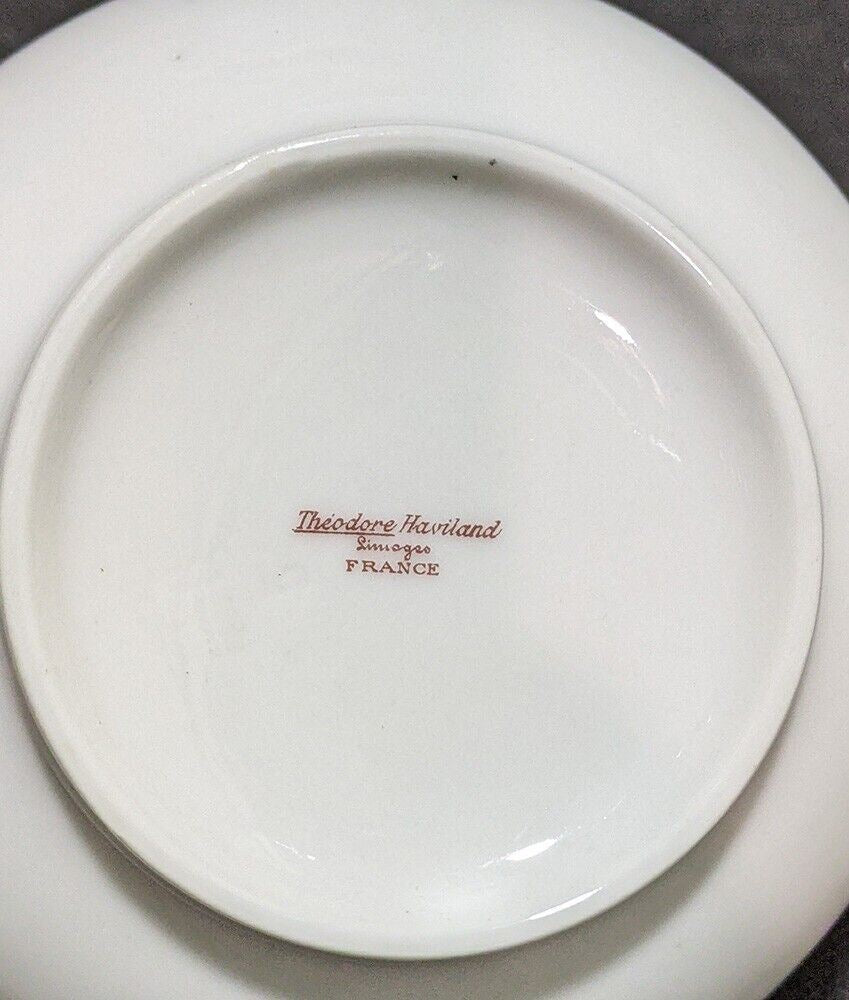 Théodore Haviland
Limoges
FRANCE